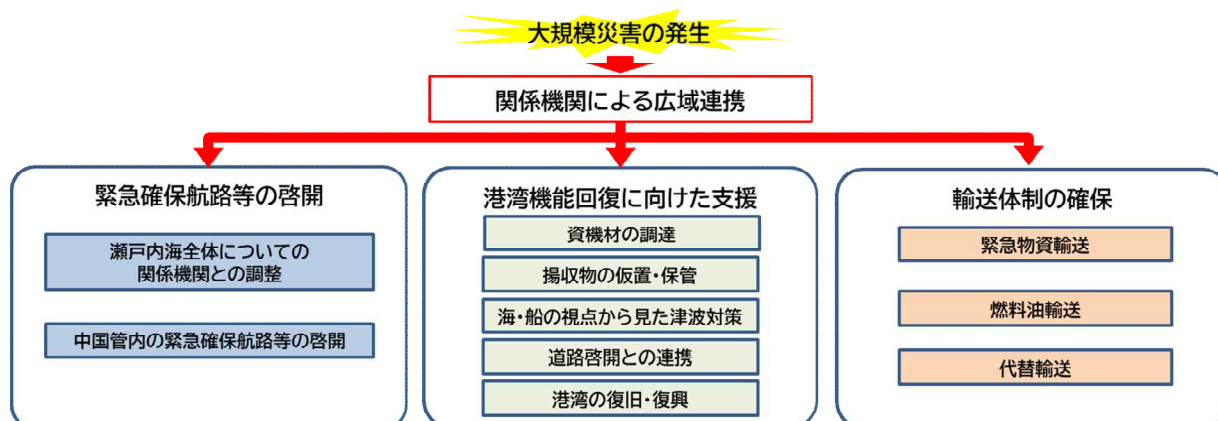 大規模災害の発生
関係機関による広域連携
緊急確保航路等の啓開
瀬戸内海全体についての
関係機関との調整
中国管内の緊急確保航路等の啓開
港湾機能回復に向けた支援
資機材の調達
揚収物の仮置・保管
海・船の視点から見た津波対策
道路啓開との連携
港湾の復旧・復興
輸送体制の確保
緊急物資輸送
燃料油輸送
代替輸送